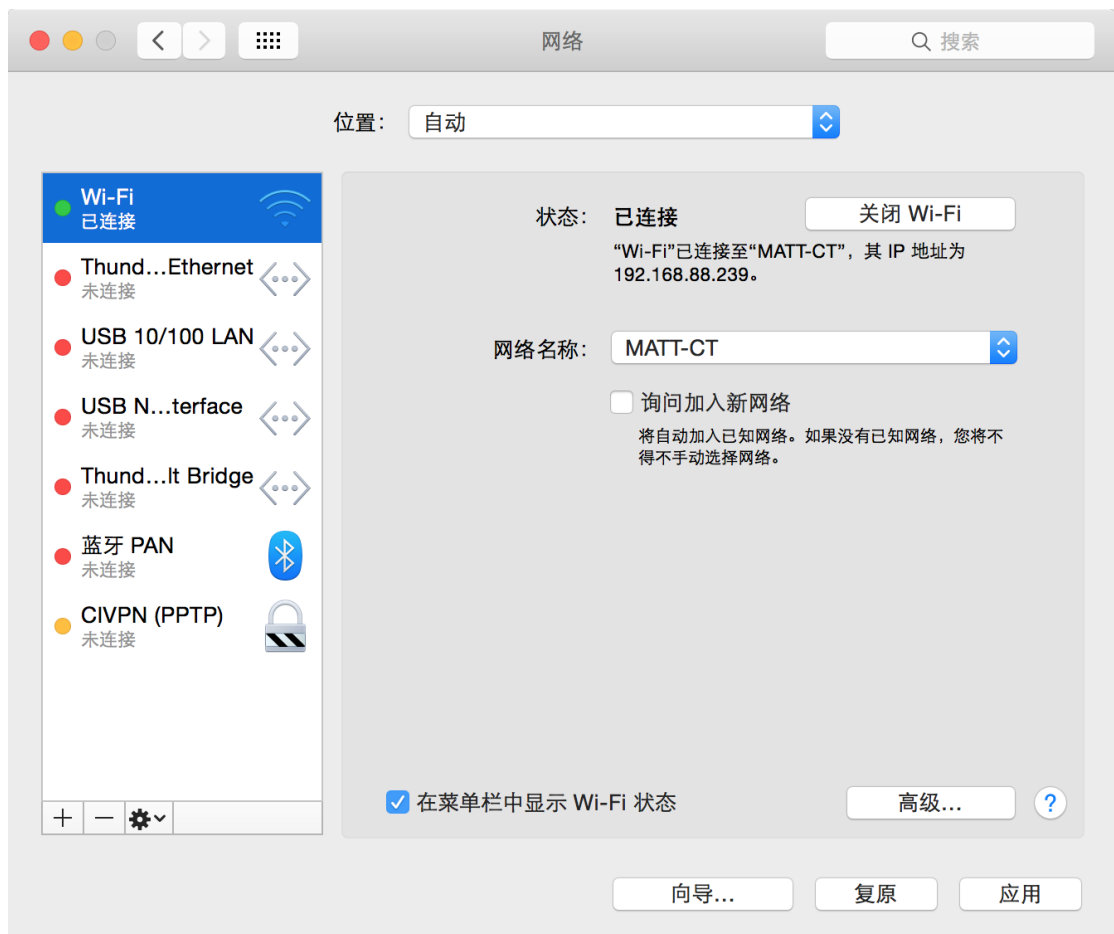 网络
搜索
位置：
自动
Wi-Fi
已连接
Thund…Ethernet
未连接
USB 10/100 LAN
未连接
USB N…terface
未连接
Thund…lt Bridge
未连接
蓝牙 PAN
未连接
CIVPN (PPTP)
未连接
状态：
已连接
关闭 Wi-Fi
“Wi-Fi”已连接至“MATT-CT”，其 IP 地址为
192.168.88.239。
网络名称：
MATT-CT
询问加入新网络
将自动加入已知网络。如果没有已知网络，您将不
得不手动选择网络。
在菜单栏中显示 Wi-Fi 状态
高级…
?
向导…
复原
应用